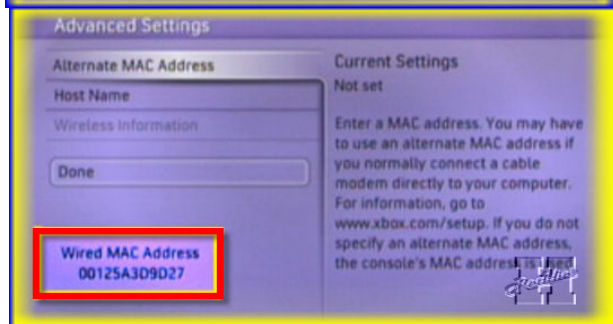 Advanced Settings
Alternate MAC Address
Host Name
Wireless Information
Done
Wired MAC Address
00125A3D9D27
Current Settings
Not set
Enter a MAC address. You may have
to use an alternate MAC address if
you normally connect a cable
modem directly to your computer.
For information, go to
www.xbox.com/setup. If you do not
specify an alternate MAC address,
the console's MAC address is used